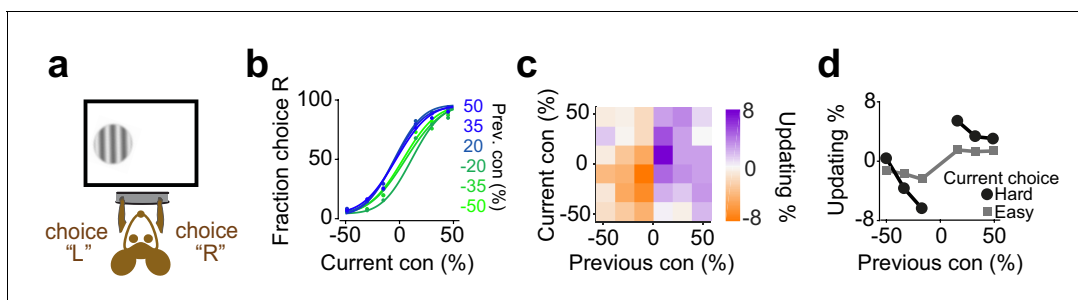 a
choice
"L"
choice
"R"
b
Fraction choice R
100
50
0
-50
0
50
Current con (%)
50
35
20
-20
-35
-50
Prev. con (%)
c
Current con (%)
50
0
-50
-50
0
50
Previous con (%)
8
-8
Updating %
d
Updating %
8
0
-8
-50
0
50
Previous con (%)
Current choice
Hard
Easy